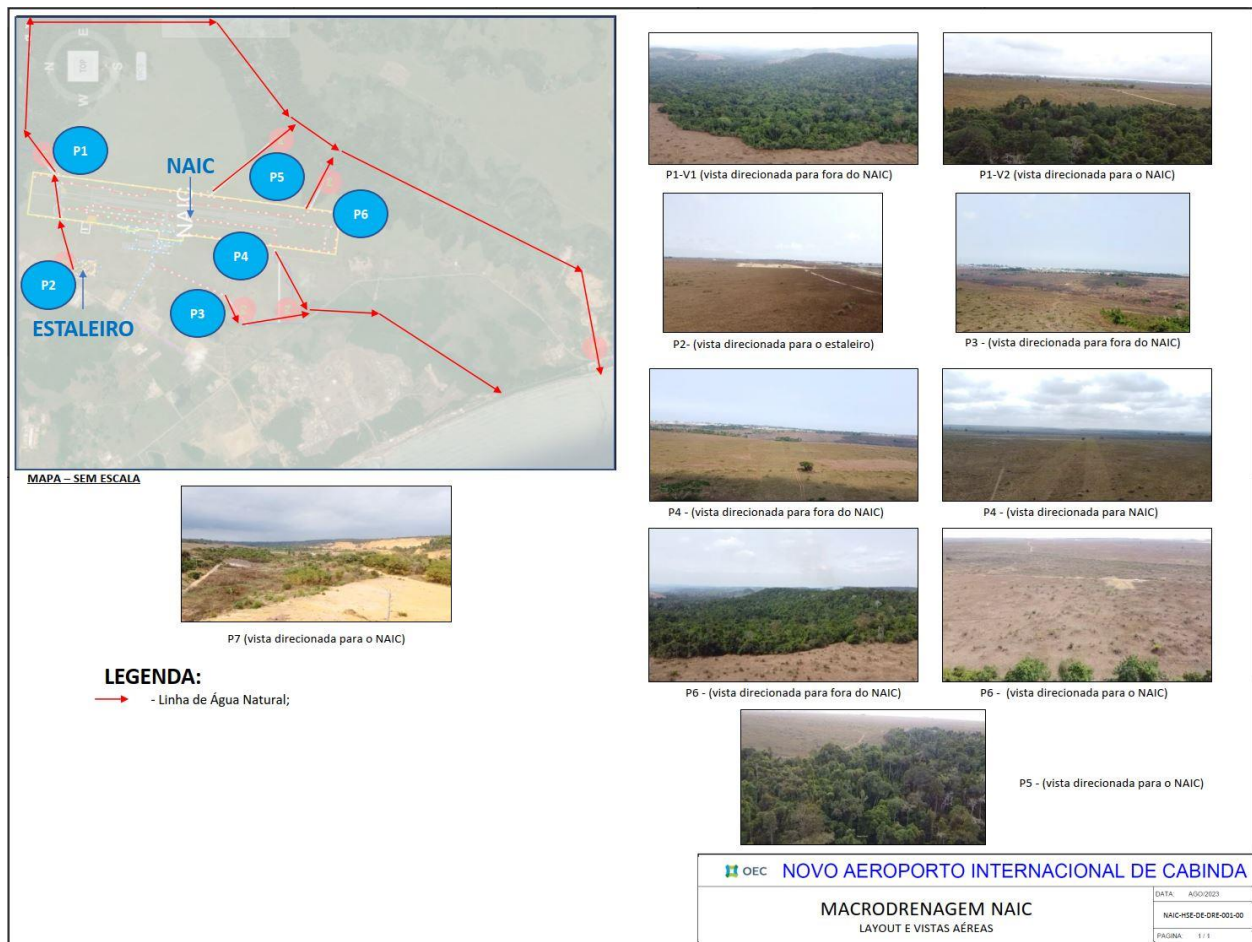 E
N
TOP
S
W
P1
NAIC
NAIC
P5
P6
P4
P2
P3
ESTALEIRO
MAPA – SEM ESCALA
P7 (vista direcionada para o NAIC)
LEGENDA:
- Linha de Água Natural;
P1-V1 (vista direcionada para fora do NAIC)
P1-V2 (vista direcionada para o NAIC)
P2- (vista direcionada para o estaleiro)
P3 - (vista direcionada para fora do NAIC)
P4 - (vista direcionada para fora do NAIC)
P4 - (vista direcionada para NAIC)
P6 - (vista direcionada para fora do NAIC)
P6 - (vista direcionada para o NAIC)
P5 - (vista direcionada para o NAIC)
OEC NOVO AEROPORTO INTERNACIONAL DE CABINDA
MACRODRENAGEM NAIC
LAYOUT E VISTAS AÉREAS
DATA: AGO/2023
NAIC-HSE-DE-DRE-001-00
PAGINA: 1 / 1